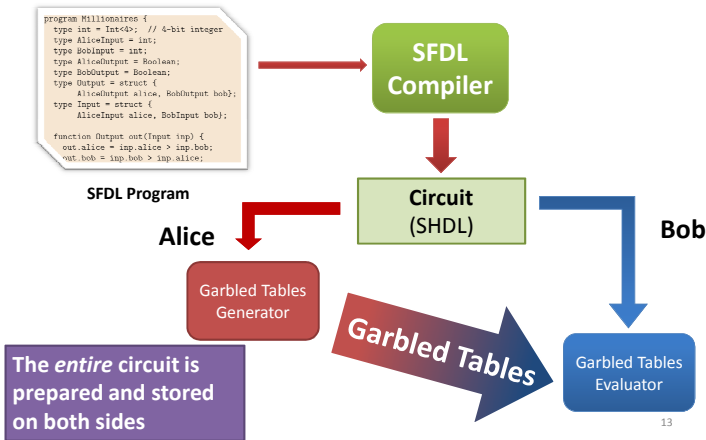 program Millionaires {
type int = Int<4>; // 4-bit integer
type AliceInput = int;
type BobInput = int;
type AliceOutput = Boolean;
type BobOutput = Boolean;
type Output = struct {
AliceOutput alice, BobOutput bob};
type Input = struct {
AliceInput alice, BobInput bob};
function Output out(Input inp) {
out.alice = inp.alice > inp.bob;
out.bob = inp.bob > inp.alice;
SFDL Program
SFDL
Compiler
Circuit
(SHDL)
Alice
Bob
Garbled Tables
Generator
Garbled Tables
Garbled Tables
Evaluator
The entire circuit is
prepared and stored
on both sides
13